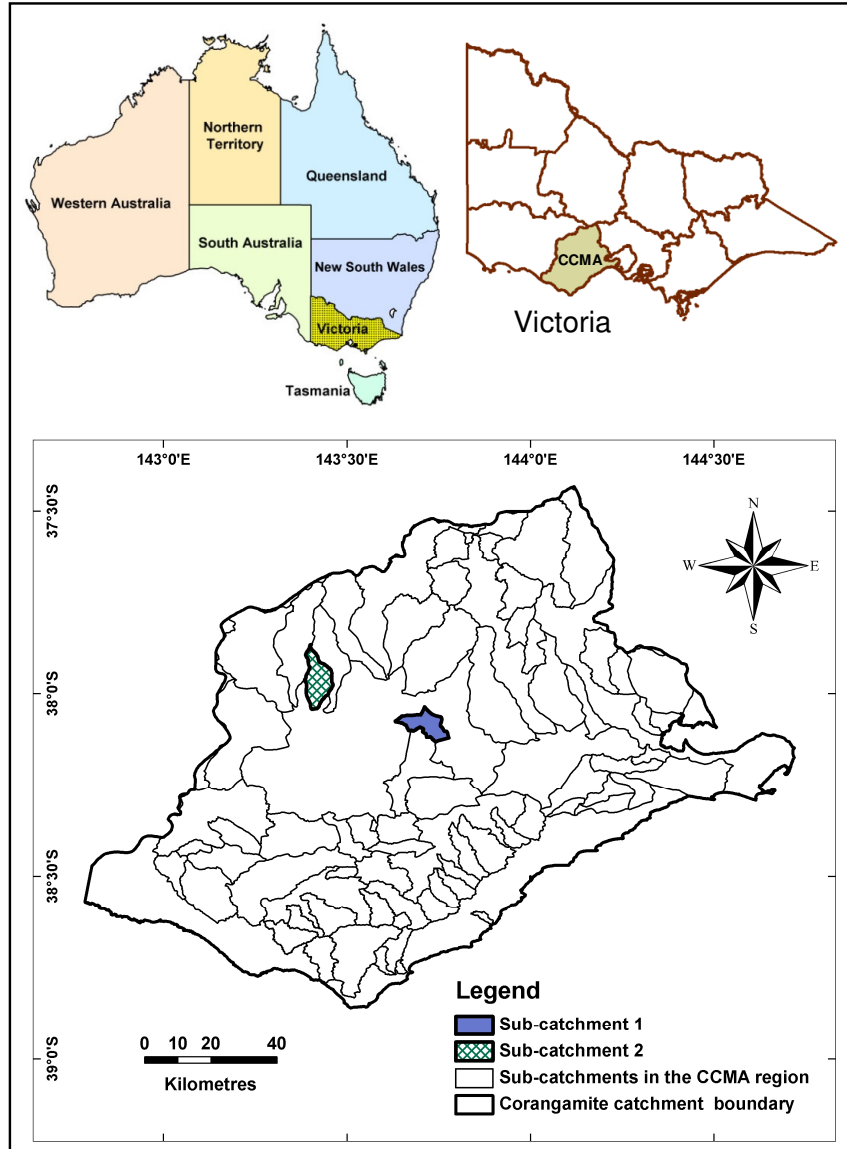 Northern
Territory
Queensland
Western Australia
South Australia
New South Wales
Victoria
Tasmania
CCMA
Victoria
143°0'E
143°30'E
144°0'E
144°30'E
37°30'S
38°0'S
38°30'S
39°0'S
N
W
E
S
Legend
Sub-catchment 1
Sub-catchment 2
Sub-catchments in the CCMA region
Corangamite catchment boundary
0 10 20 40
Kilometres